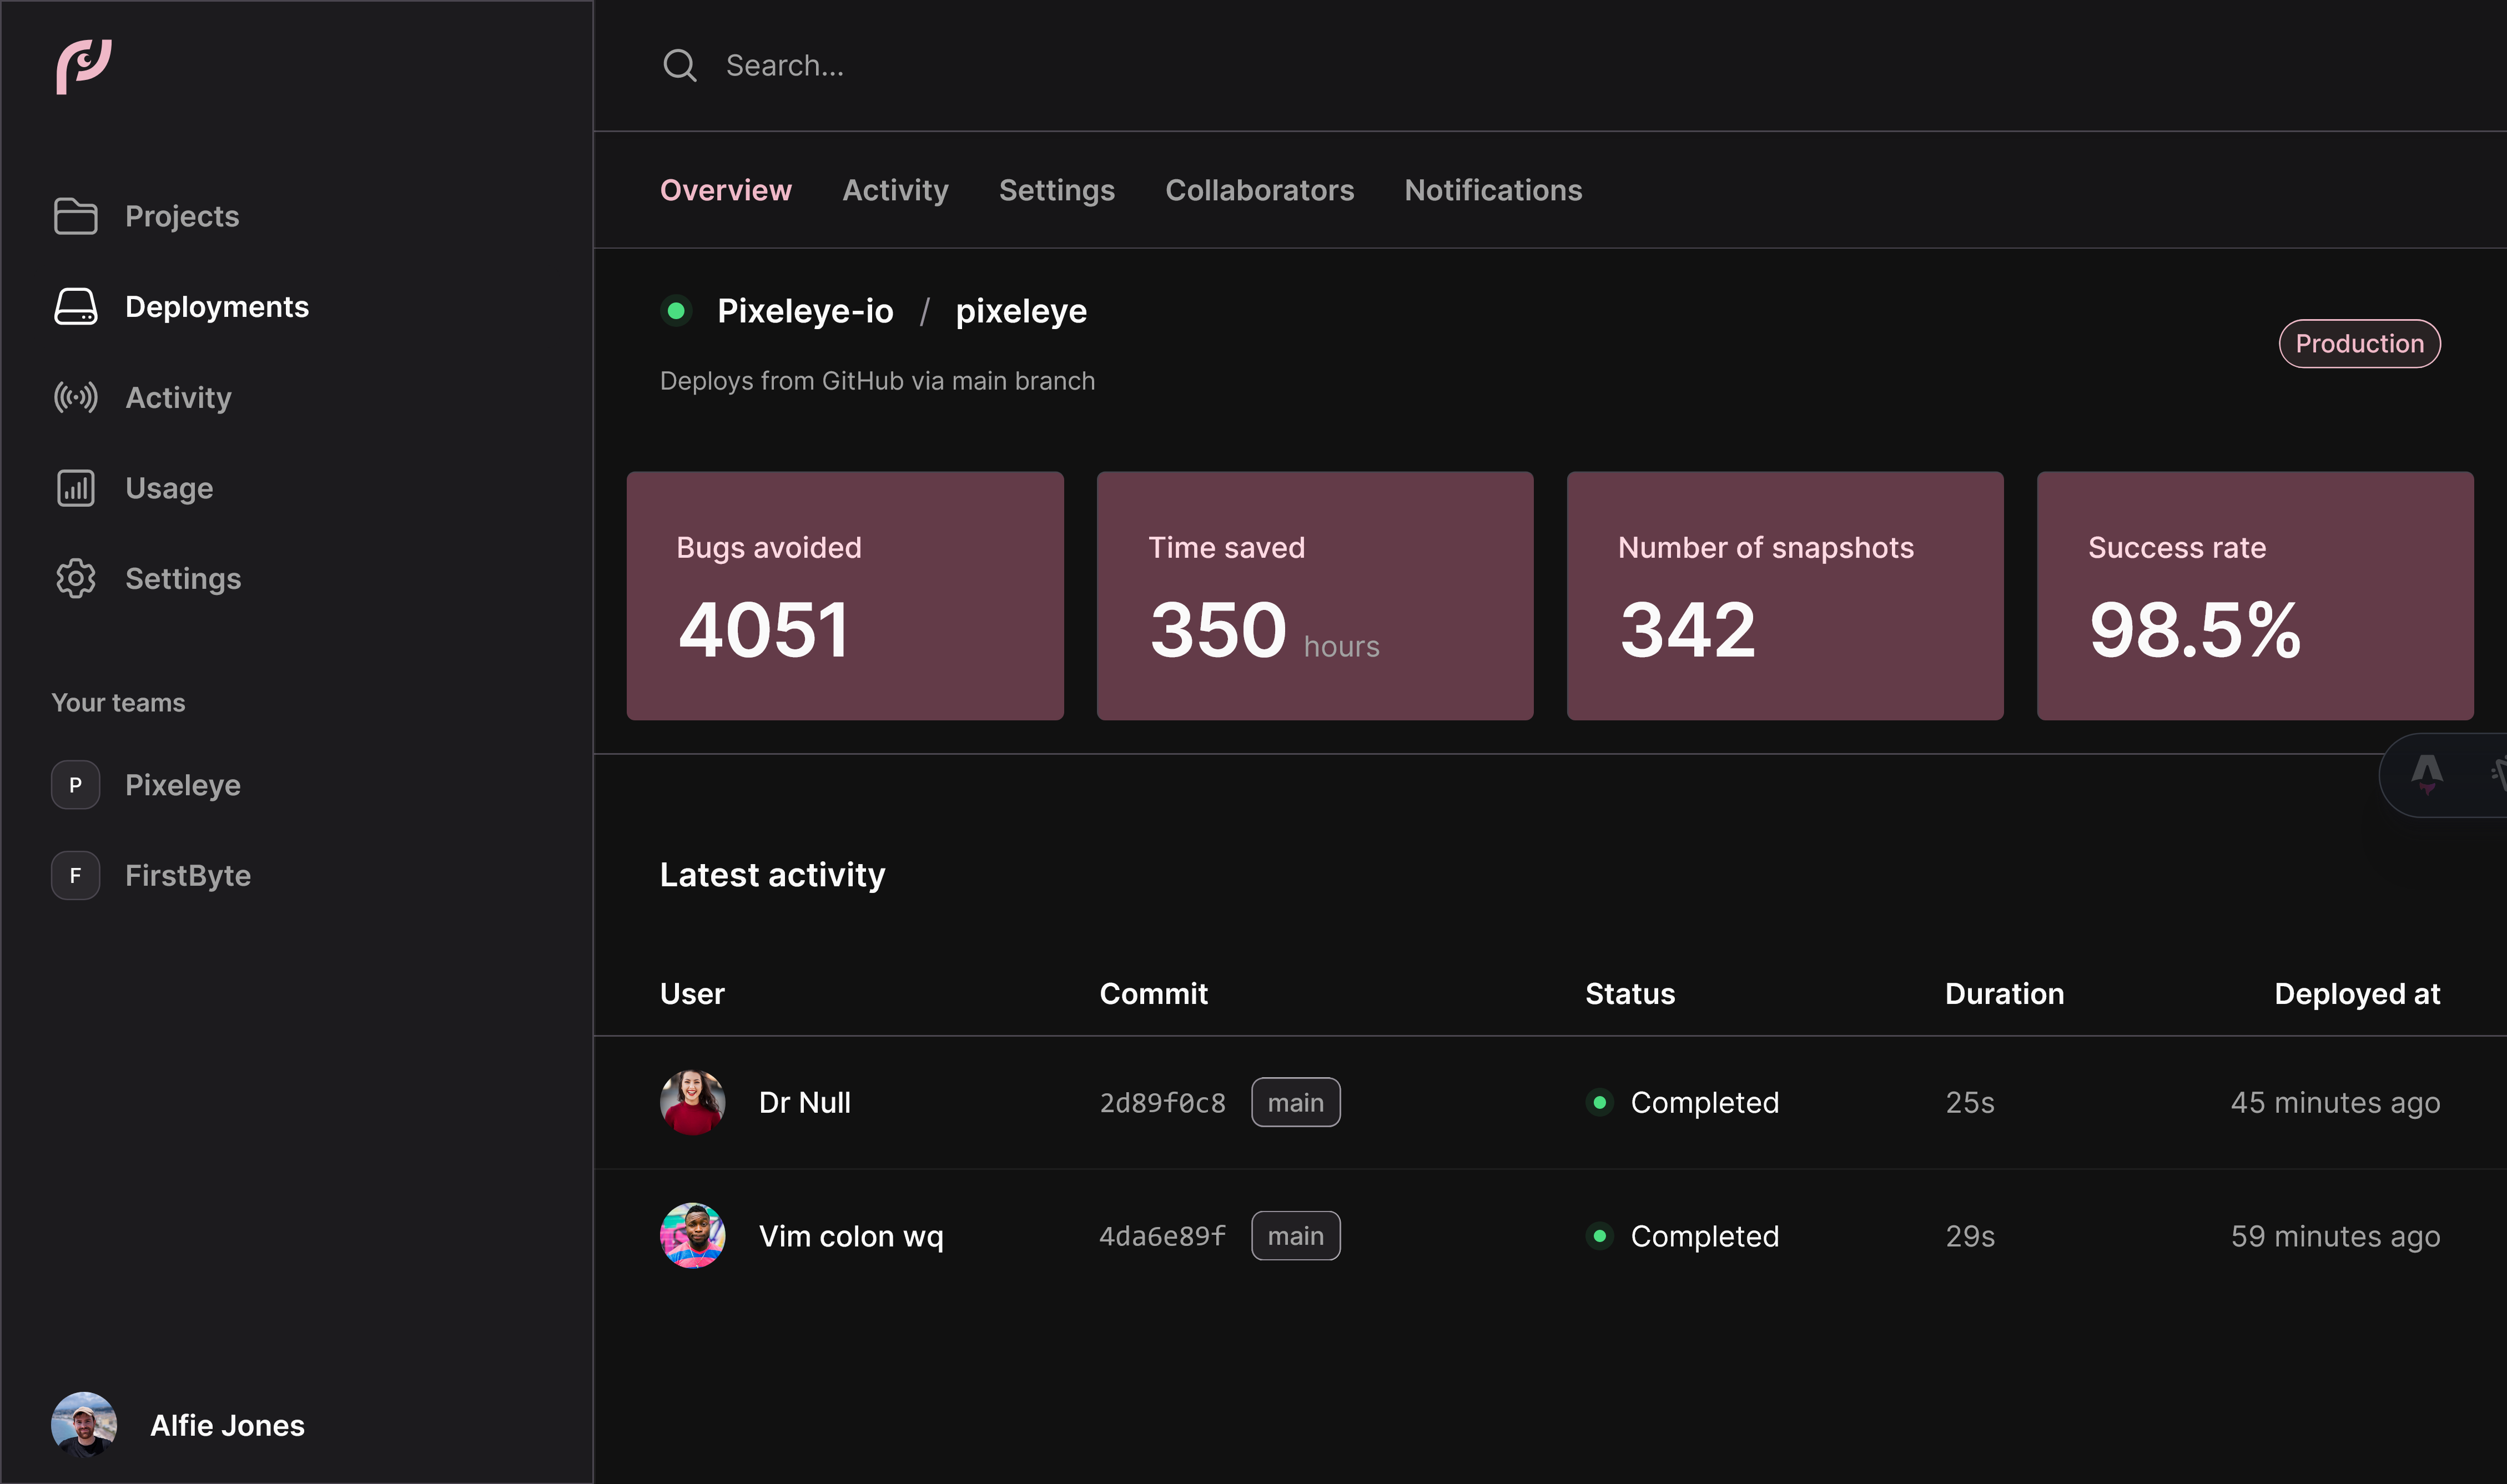 Projects
Deployments
Activity
Usage
Settings
Your teams
P Pixeleye
F FirstByte
Alfie Jones
Search...
Overview Activity Settings Collaborators Notifications
Pixeleye-io / pixeleye
Deploys from GitHub via main branch
Production
Bugs avoided
4051
Time saved
350 hours
Number of snapshots
342
Success rate
98.5%
Latest activity
User Commit Status Duration Deployed at
Dr Null 2d89f0c8 main Completed 25s 45 minutes ago
Vim colon wq 4da6e89f main Completed 29s 59 minutes ago